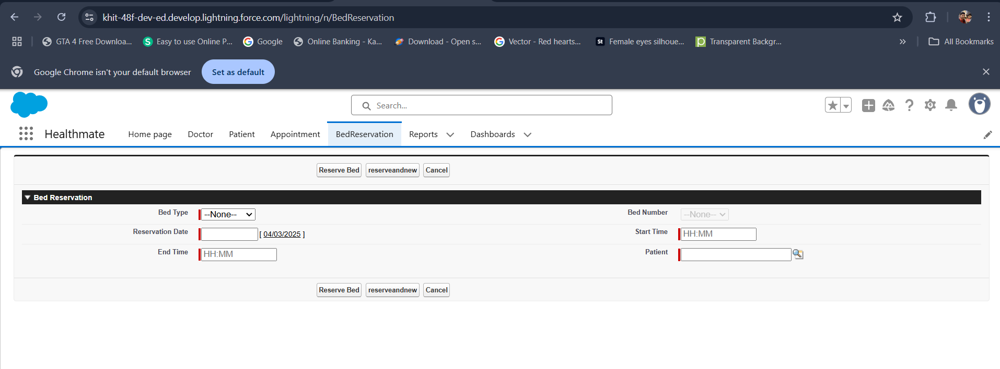 khit-48f-dev-ed.develop.lightning.force.com/lightning/n/BedReservation
GTA 4 Free Downloa... Easy to use Online P... Google Online Banking - Ka... Download - Open s... Vector - Red hearts... St Female eyes silhoue... Transparent Backgr... » All Bookmarks
Google Chrome isn't your default browser Set as default
Search...
Healthmate Home page Doctor Patient Appointment BedReservation Reports Dashboards
Reserve Bed reserveandnew Cancel
Bed Reservation
Bed Type --None-- Bed Number --None--
Reservation Date [ 04/03/2025 ] Start Time HH:MM
End Time HH:MM Patient
Reserve Bed reserveandnew Cancel